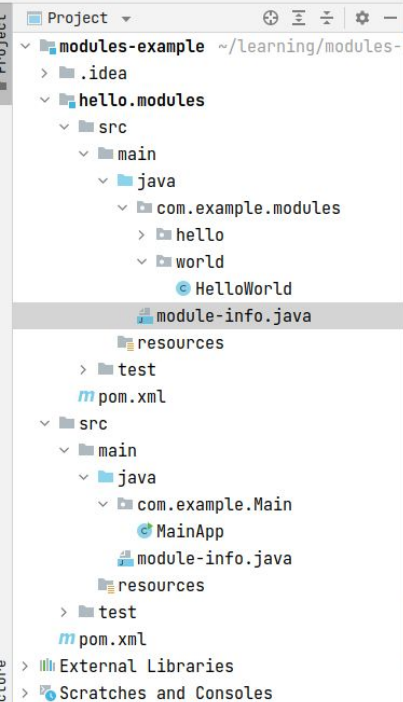 Project
modules-example ~/learning/modules-
.idea
hello.modules
src
main
java
com.example.modules
hello
world
HelloWorld
module-info.java
resources
test
pom.xml
src
main
java
com.example.Main
MainApp
module-info.java
resources
test
pom.xml
External Libraries
Scratches and Consoles